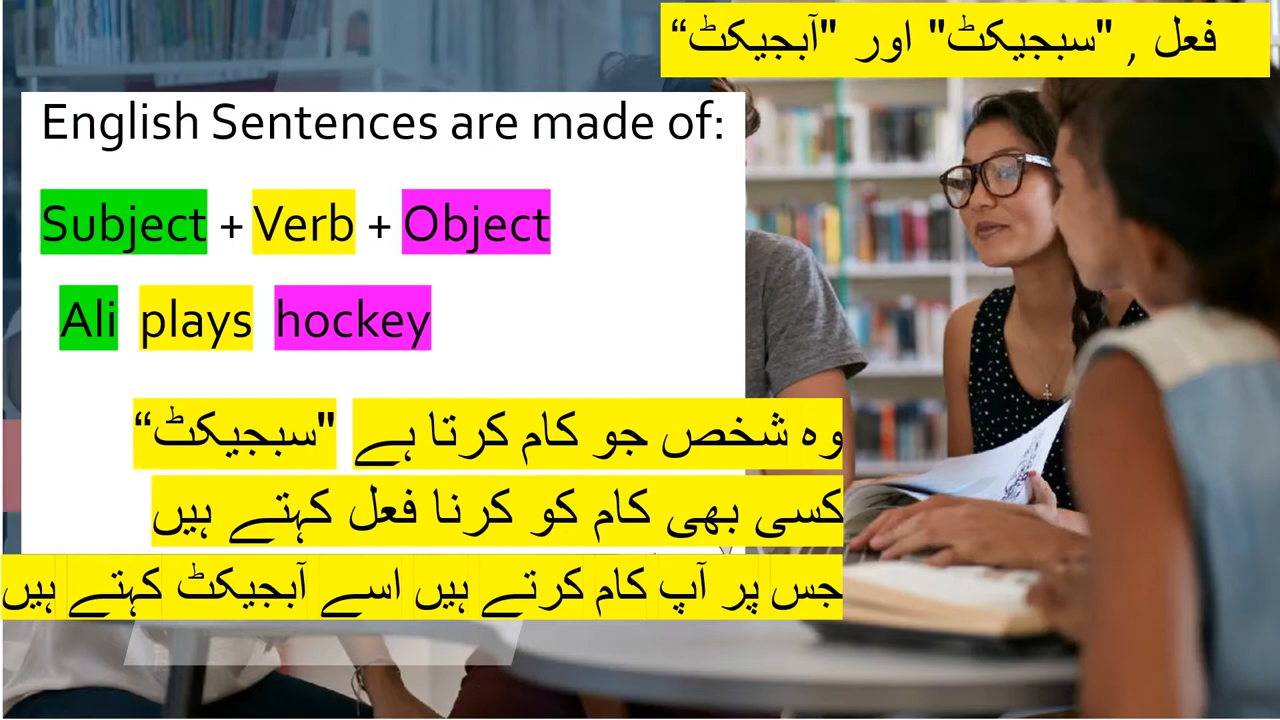 فعل , "سبجیکٹ" اور "آبجیکٹ“
English Sentences are made of:
Subject + Verb + Object
Ali plays hockey
وہ شخص جو کام کرتا ہے "سبجیکٹ“
کسی بھی کام کو کرنا فعل کہتے ہیں
جس پر آپ کام کرتے ہیں اسے آبجیکٹ کہتے ہیں